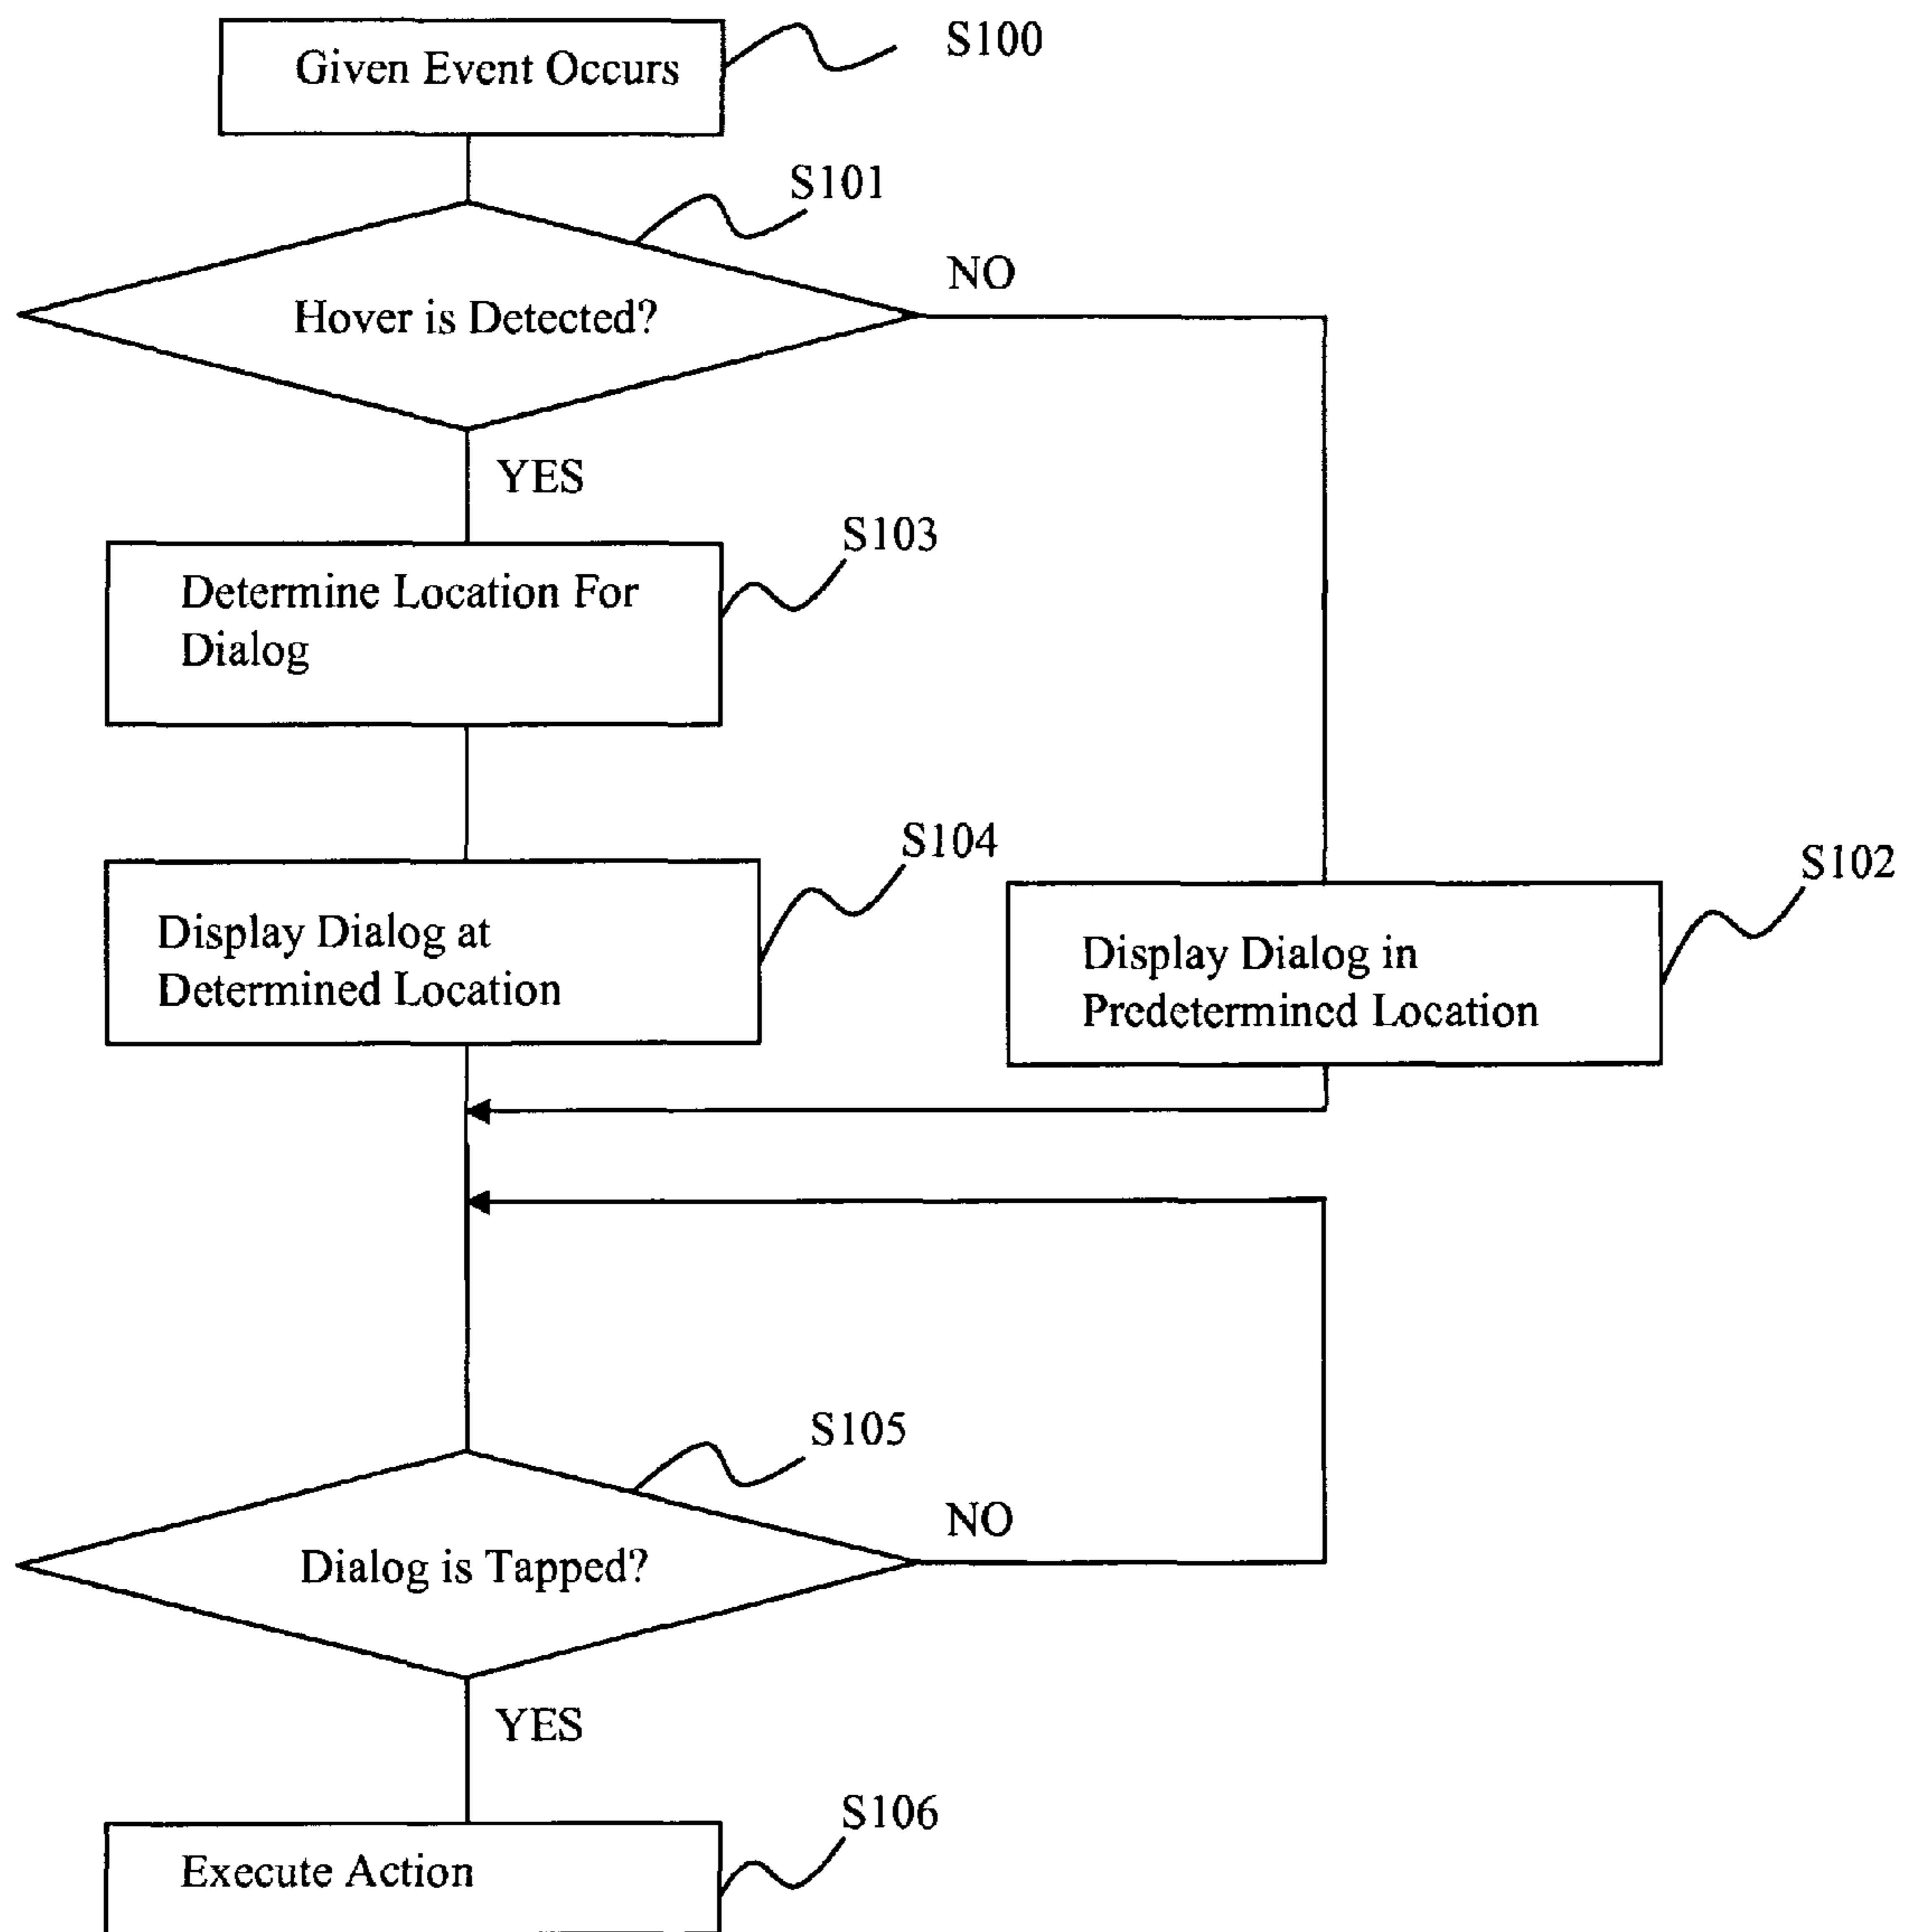 Given Event Occurs
S100
S101
Hover is Detected?
NO
YES
S103
Determine Location For
Dialog
S104
Display Dialog at
Determined Location
S102
Display Dialog in
Predetermined Location
S105
Dialog is Tapped?
NO
YES
S106
Execute Action